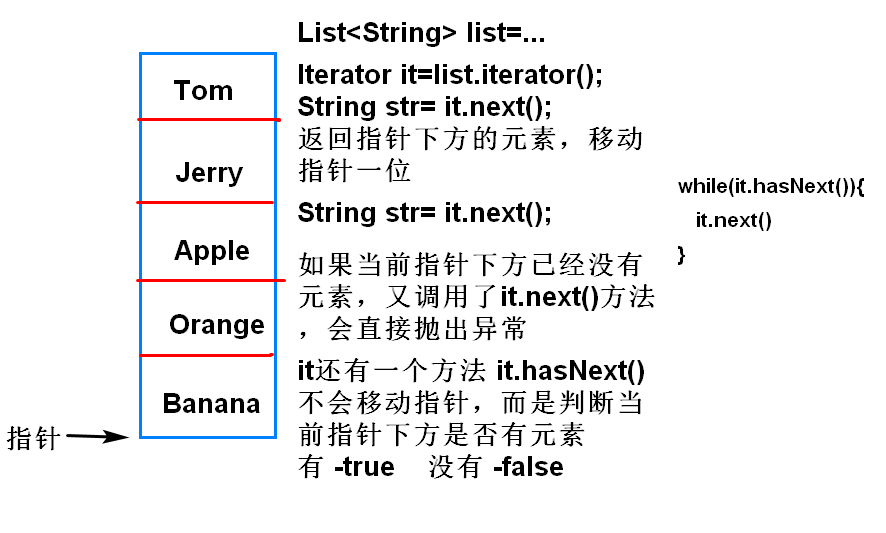 List<String> list=...
Tom
Jerry
Apple
Orange
Banana
指针
Iterator it=list.iterator();
String str= it.next();
返回指针下方的元素，移动
指针一位
String str= it.next();
如果当前指针下方已经没有
元素，又调用了it.next()方法
，会直接抛出异常
it还有一个方法 it.hasNext()
不会移动指针，而是判断当
前指针下方是否有元素
有 -true 没有 -false
while(it.hasNext()){
it.next()
}